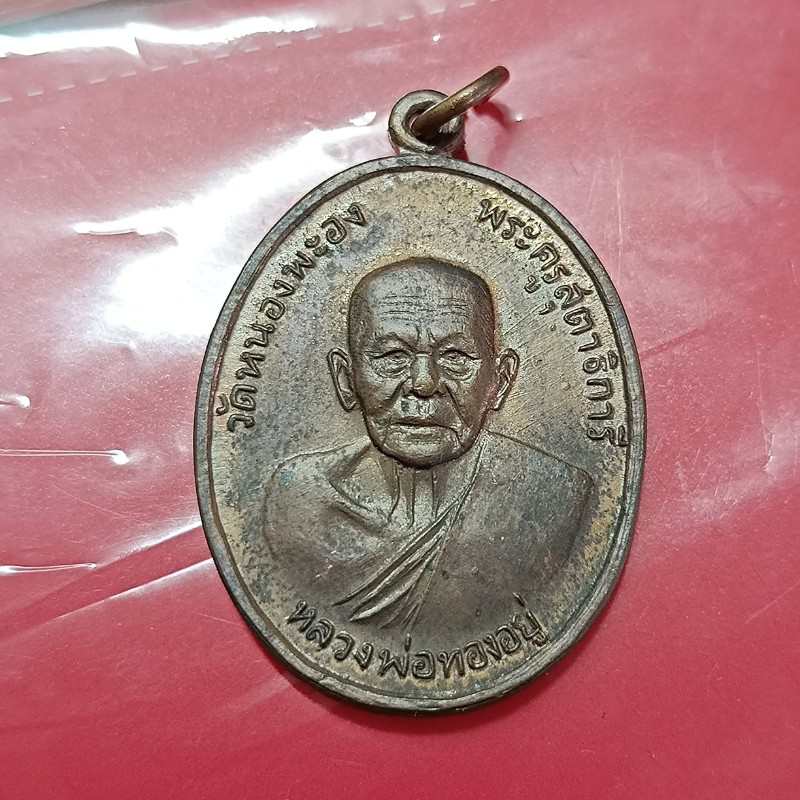 วัดหนองพะอง
พระครูสุตาธิการี
หลวงพ่อทองอยู่